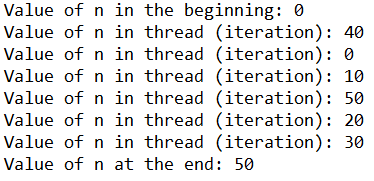 Value of n in the beginning: 0
Value of n in thread (iteration): 40
Value of n in thread (iteration): 0
Value of n in thread (iteration): 10
Value of n in thread (iteration): 50
Value of n in thread (iteration): 20
Value of n in thread (iteration): 30
Value of n at the end: 50